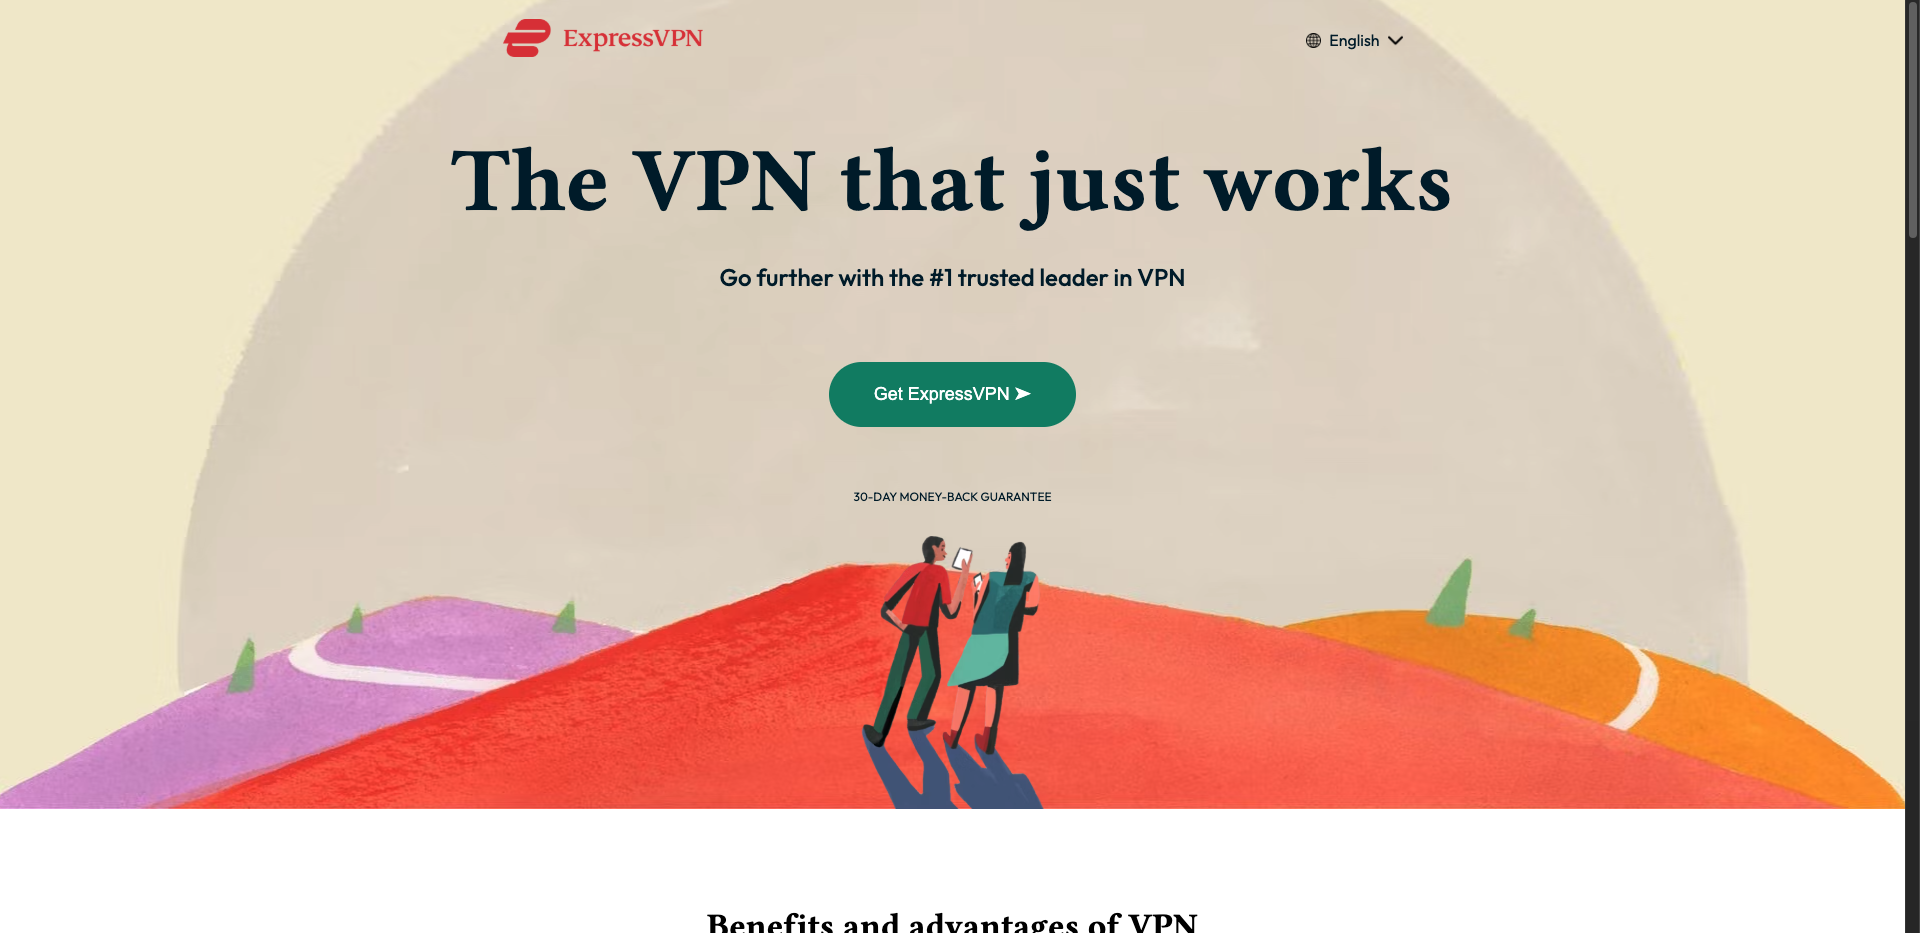 ExpressVPN
English
The VPN that just works
Go further with the #1 trusted leader in VPN
Get ExpressVPN ➤
30-DAY MONEY-BACK GUARANTEE
Benefits and advantages of VPN